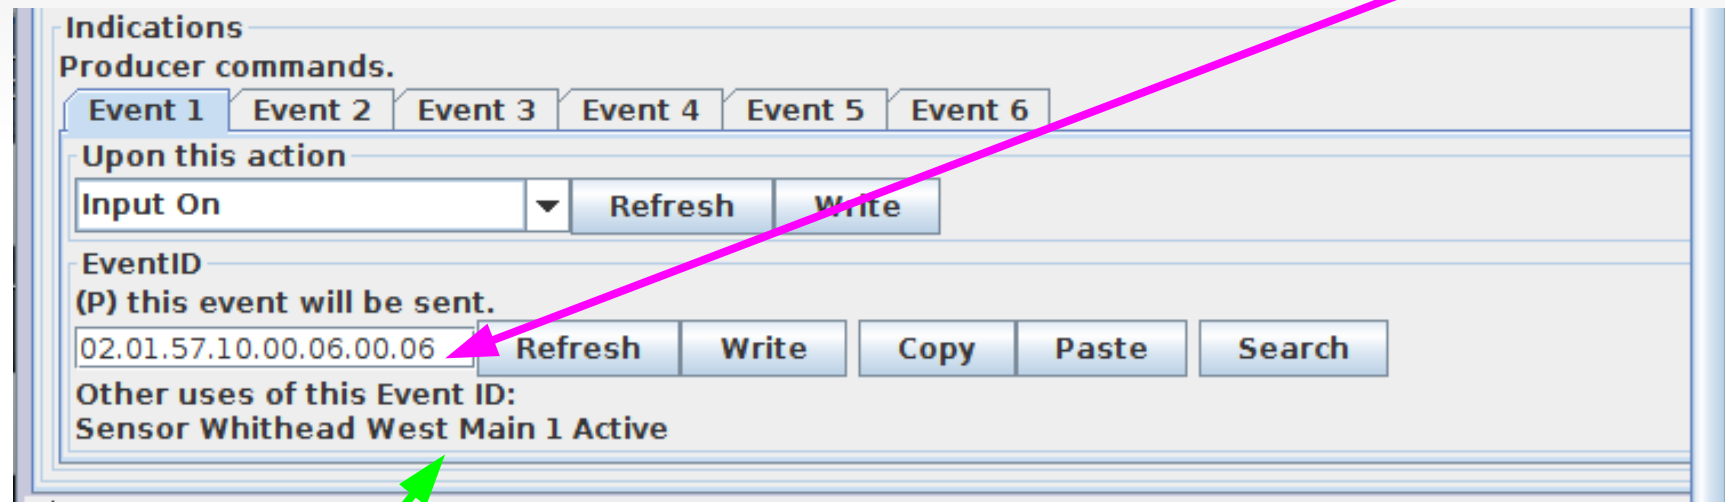 Indications
Producer commands.
Event 1 Event 2 Event 3 Event 4 Event 5 Event 6
Upon this action
Input On Refresh Write
EventID
(P) this event will be sent.
02.01.57.10.00.06.00.06 Refresh Write Copy Paste Search
Other uses of this Event ID:
Sensor Whithead West Main 1 Active